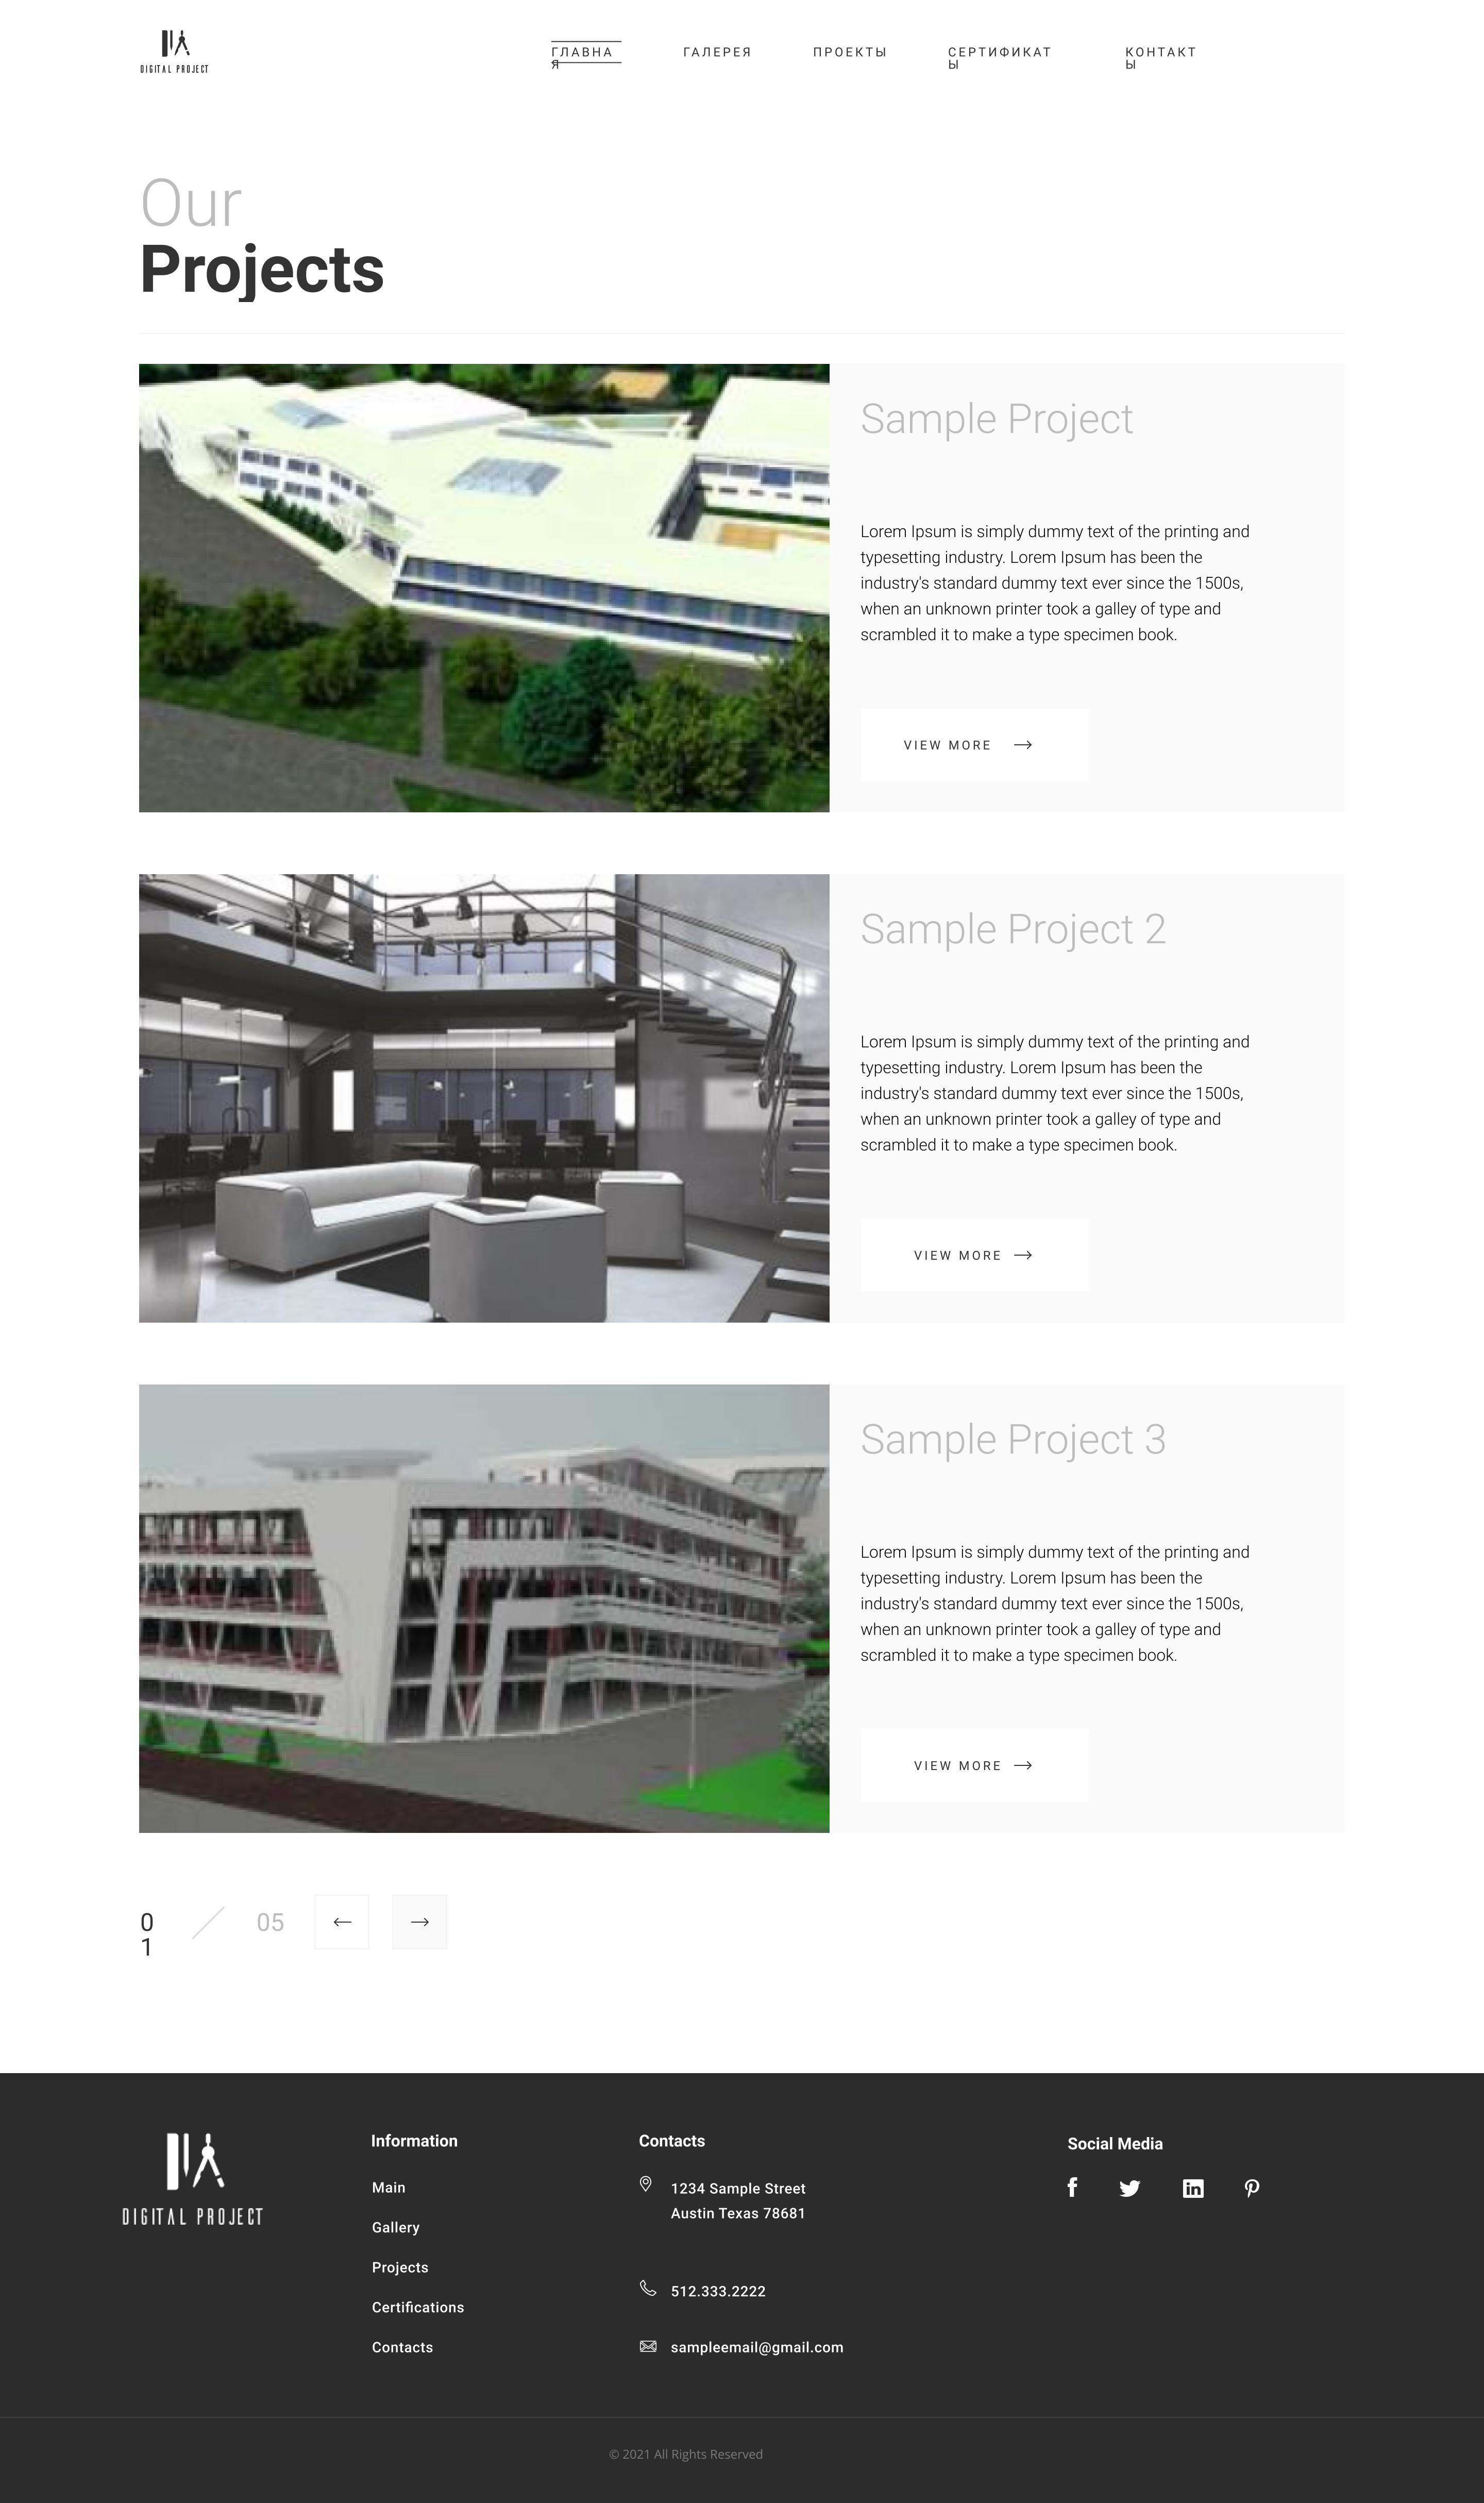 DIGITAL PROJECT
ГЛАВНА
Я
ГАЛЕРЕЯ
ПРОЕКТЫ
СЕРТИФИКАТ
Ы
КОНТАКТ
Ы
Our
Projects
Sample Project
Lorem Ipsum is simply dummy text of the printing and
typesetting industry. Lorem Ipsum has been the
industry's standard dummy text ever since the 1500s,
when an unknown printer took a galley of type and
scrambled it to make a type specimen book.
VIEW MORE
Sample Project 2
Lorem Ipsum is simply dummy text of the printing and
typesetting industry. Lorem Ipsum has been the
industry's standard dummy text ever since the 1500s,
when an unknown printer took a galley of type and
scrambled it to make a type specimen book.
VIEW MORE
Sample Project 3
Lorem Ipsum is simply dummy text of the printing and
typesetting industry. Lorem Ipsum has been the
industry's standard dummy text ever since the 1500s,
when an unknown printer took a galley of type and
scrambled it to make a type specimen book.
VIEW MORE
0
1
05
DIGITAL PROJECT
Information
Main
Gallery
Projects
Certifications
Contacts
Contacts
1234 Sample Street
Austin Texas 78681
512.333.2222
sampleemail@gmail.com
Social Media
© 2021 All Rights Reserved